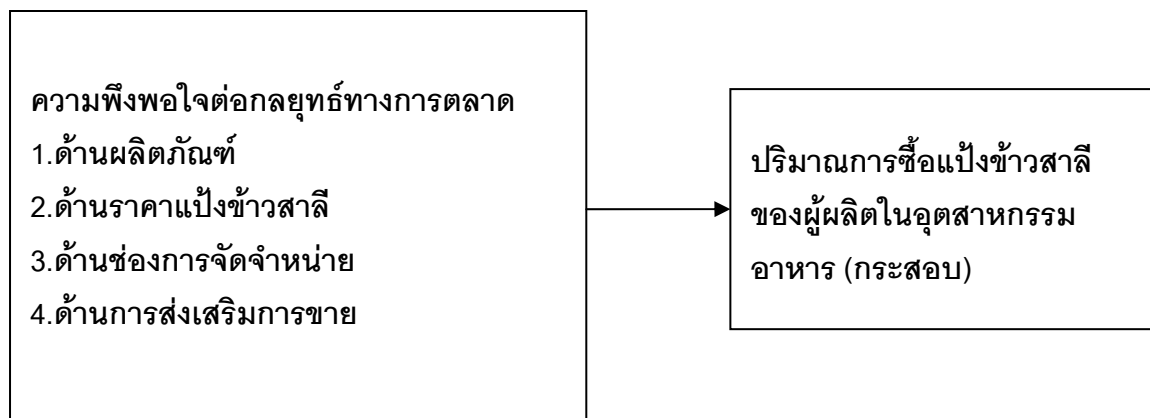 ความพึงพอใจต่อกลยุทธ์ทางการตลาด
1.ด้านผลิตภัณฑ์
2.ด้านราคาแป้งข้าวสาลี
3.ด้านช่องการจัดจำหน่าย
4.ด้านการส่งเสริมการขาย
ปริมาณการซื้อแป้งข้าวสาลี
ของผู้ผลิตในอุตสาหกรรม
อาหาร (กระสอบ)